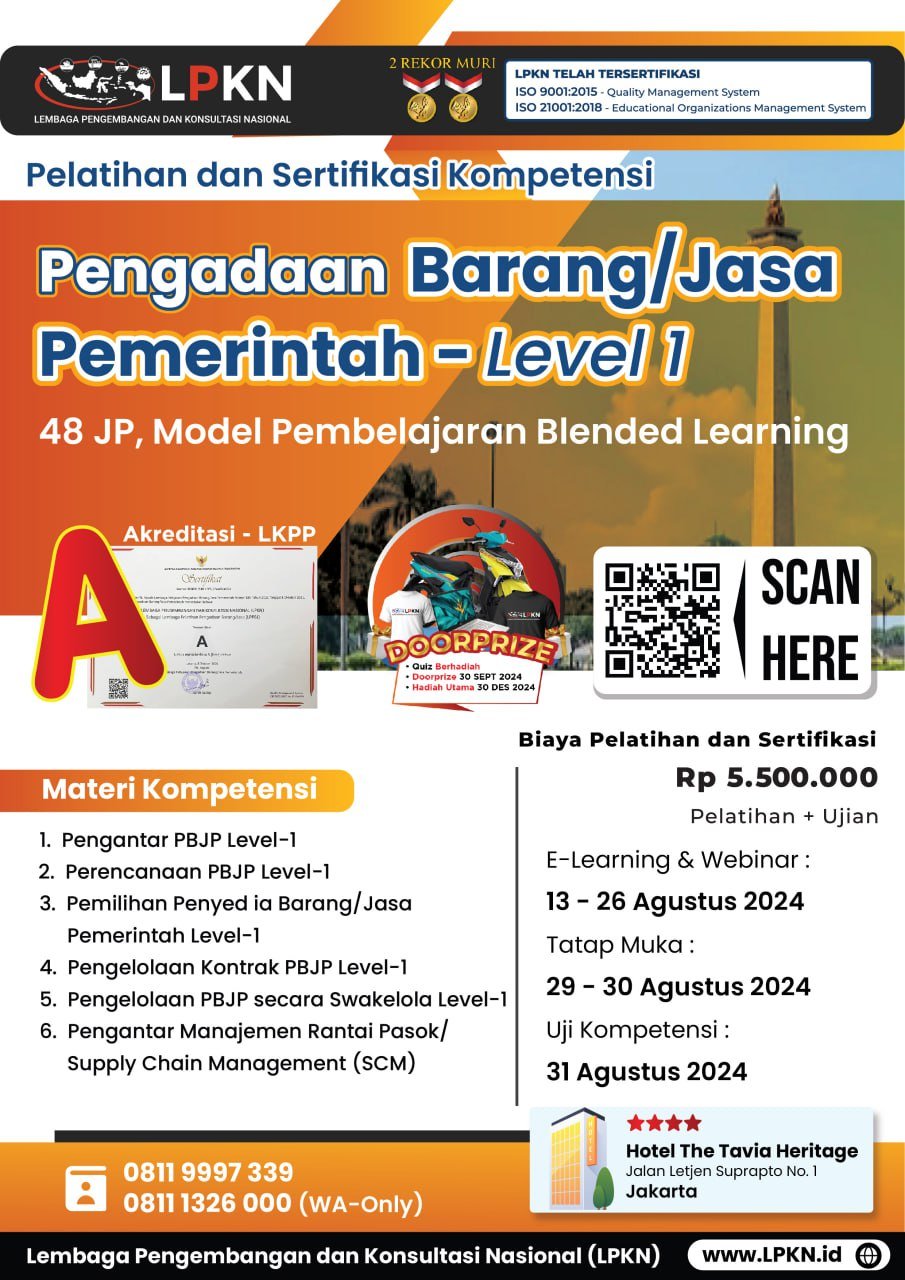 LPKN
LEMBAGA PENGEMBANGAN DAN KONSULTASI NASIONAL
2 REKOR MURI
LPKN TELAH TERSERTIFIKASI
ISO 9001:2015 - Quality Management System
ISO 21001:2018 - Educational Organizations Management System
Pelatihan dan Sertifikasi Kompetensi
Pengadaan Barang/Jasa
Pemerintah - Level 1
48 JP, Model Pembelajaran Blended Learning
A
Akreditasi - LKPP
Sertifikat
A
LPKN
DOORPRIZE
• Quiz Berhadiah
• Doorprize 30 SEPT 2024
• Hadiah Utama 30 DES 2024
SCAN
HERE
Biaya Pelatihan dan Sertifikasi
Rp 5.500.000
Pelatihan + Ujian
Materi Kompetensi
1. Pengantar PBJP Level-1
2. Perencanaan PBJP Level-1
3. Pemilihan Penyed ia Barang/Jasa
Pemerintah Level-1
4. Pengelolaan Kontrak PBJP Level-1
5. Pengelolaan PBJP secara Swakelola Level-1
6. Pengantar Manajemen Rantai Pasok/
Supply Chain Management (SCM)
E-Learning & Webinar :
13 - 26 Agustus 2024
Tatap Muka :
29 - 30 Agustus 2024
Uji Kompetensi :
31 Agustus 2024
HOTEL
Hotel The Tavia Heritage
Jalan Letjen Suprapto No. 1
Jakarta
0811 9997 339
0811 1326 000 (WA-Only)
Lembaga Pengembangan dan Konsultasi Nasional (LPKN)
www.LPKN.id